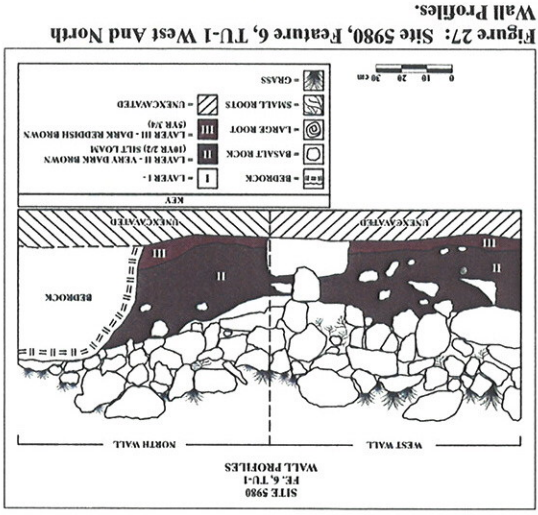 SITE 5980
FE. 6, TU-1
WALL PROFILES
WEST WALL
NORTH WALL
BEDROCK
II
II
III
III
UNEXCAVATED
UNEXCAVATED
KEY
= BEDROCK
= BASALT ROCK
= LARGE ROOT
= SMALL ROOTS
= GRASS
I = LAYER I -
II = LAYER II - VERY DARK BROWN
(10YR 2/2) SILT LOAM
III = LAYER III - DARK REDDISH BROWN
(5YR 3/4)
= UNEXCAVATED
0 10 20 30 cm
Figure 27: Site 5980, Feature 6, TU-1 West And North
Wall Profiles.